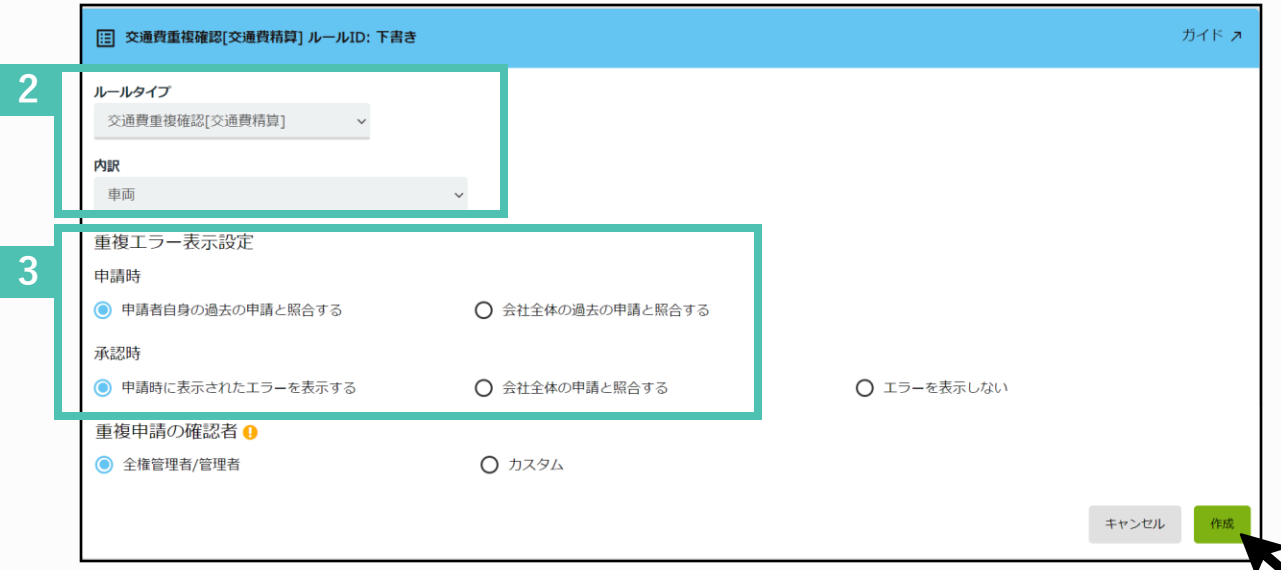 交通費重複確認[交通費精算] ルールID: 下書き
ガイド
2
ルールタイプ
交通費重複確認[交通費精算]
内訳
車両
3
重複エラー表示設定
申請時
申請者自身の過去の申請と照合する
会社全体の過去の申請と照合する
承認時
申請時に表示されたエラーを表示する
会社全体の申請と照合する
エラーを表示しない
重複申請の確認者
全権管理者/管理者
カスタム
キャンセル
作成